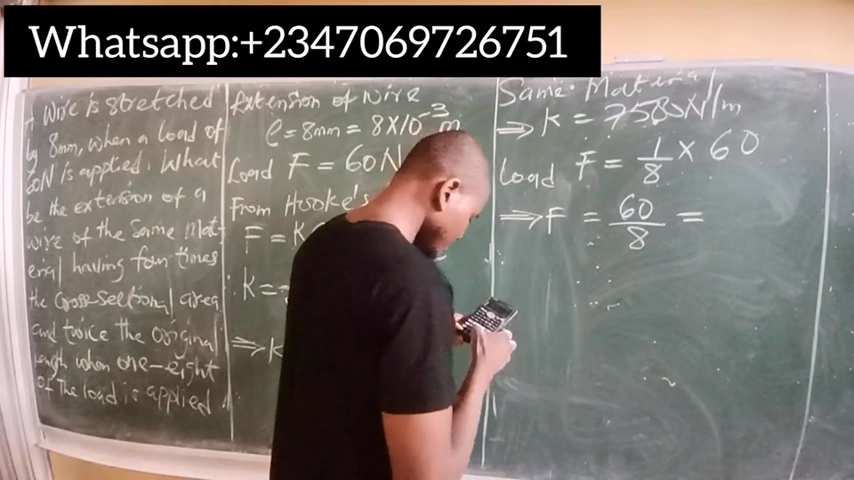 Whatsapp:+2347069726751
A Wire is stretched
by 8mm, when a load of
60N is applied. What
be the extension of a
wire of the Same Mat-
erial having four times
the Cross-Sectional area
and twice the original
length when one-eight
of the load is applied
Extension of Wire
e = 8mm = 8X10⁻³ m
Load F = 60N
From Hooke's
F = K
K =
⇒ K
Same Material
⇒ K = 7580N/m
Load F = 1/8 × 60
⇒ F = 60/8 =